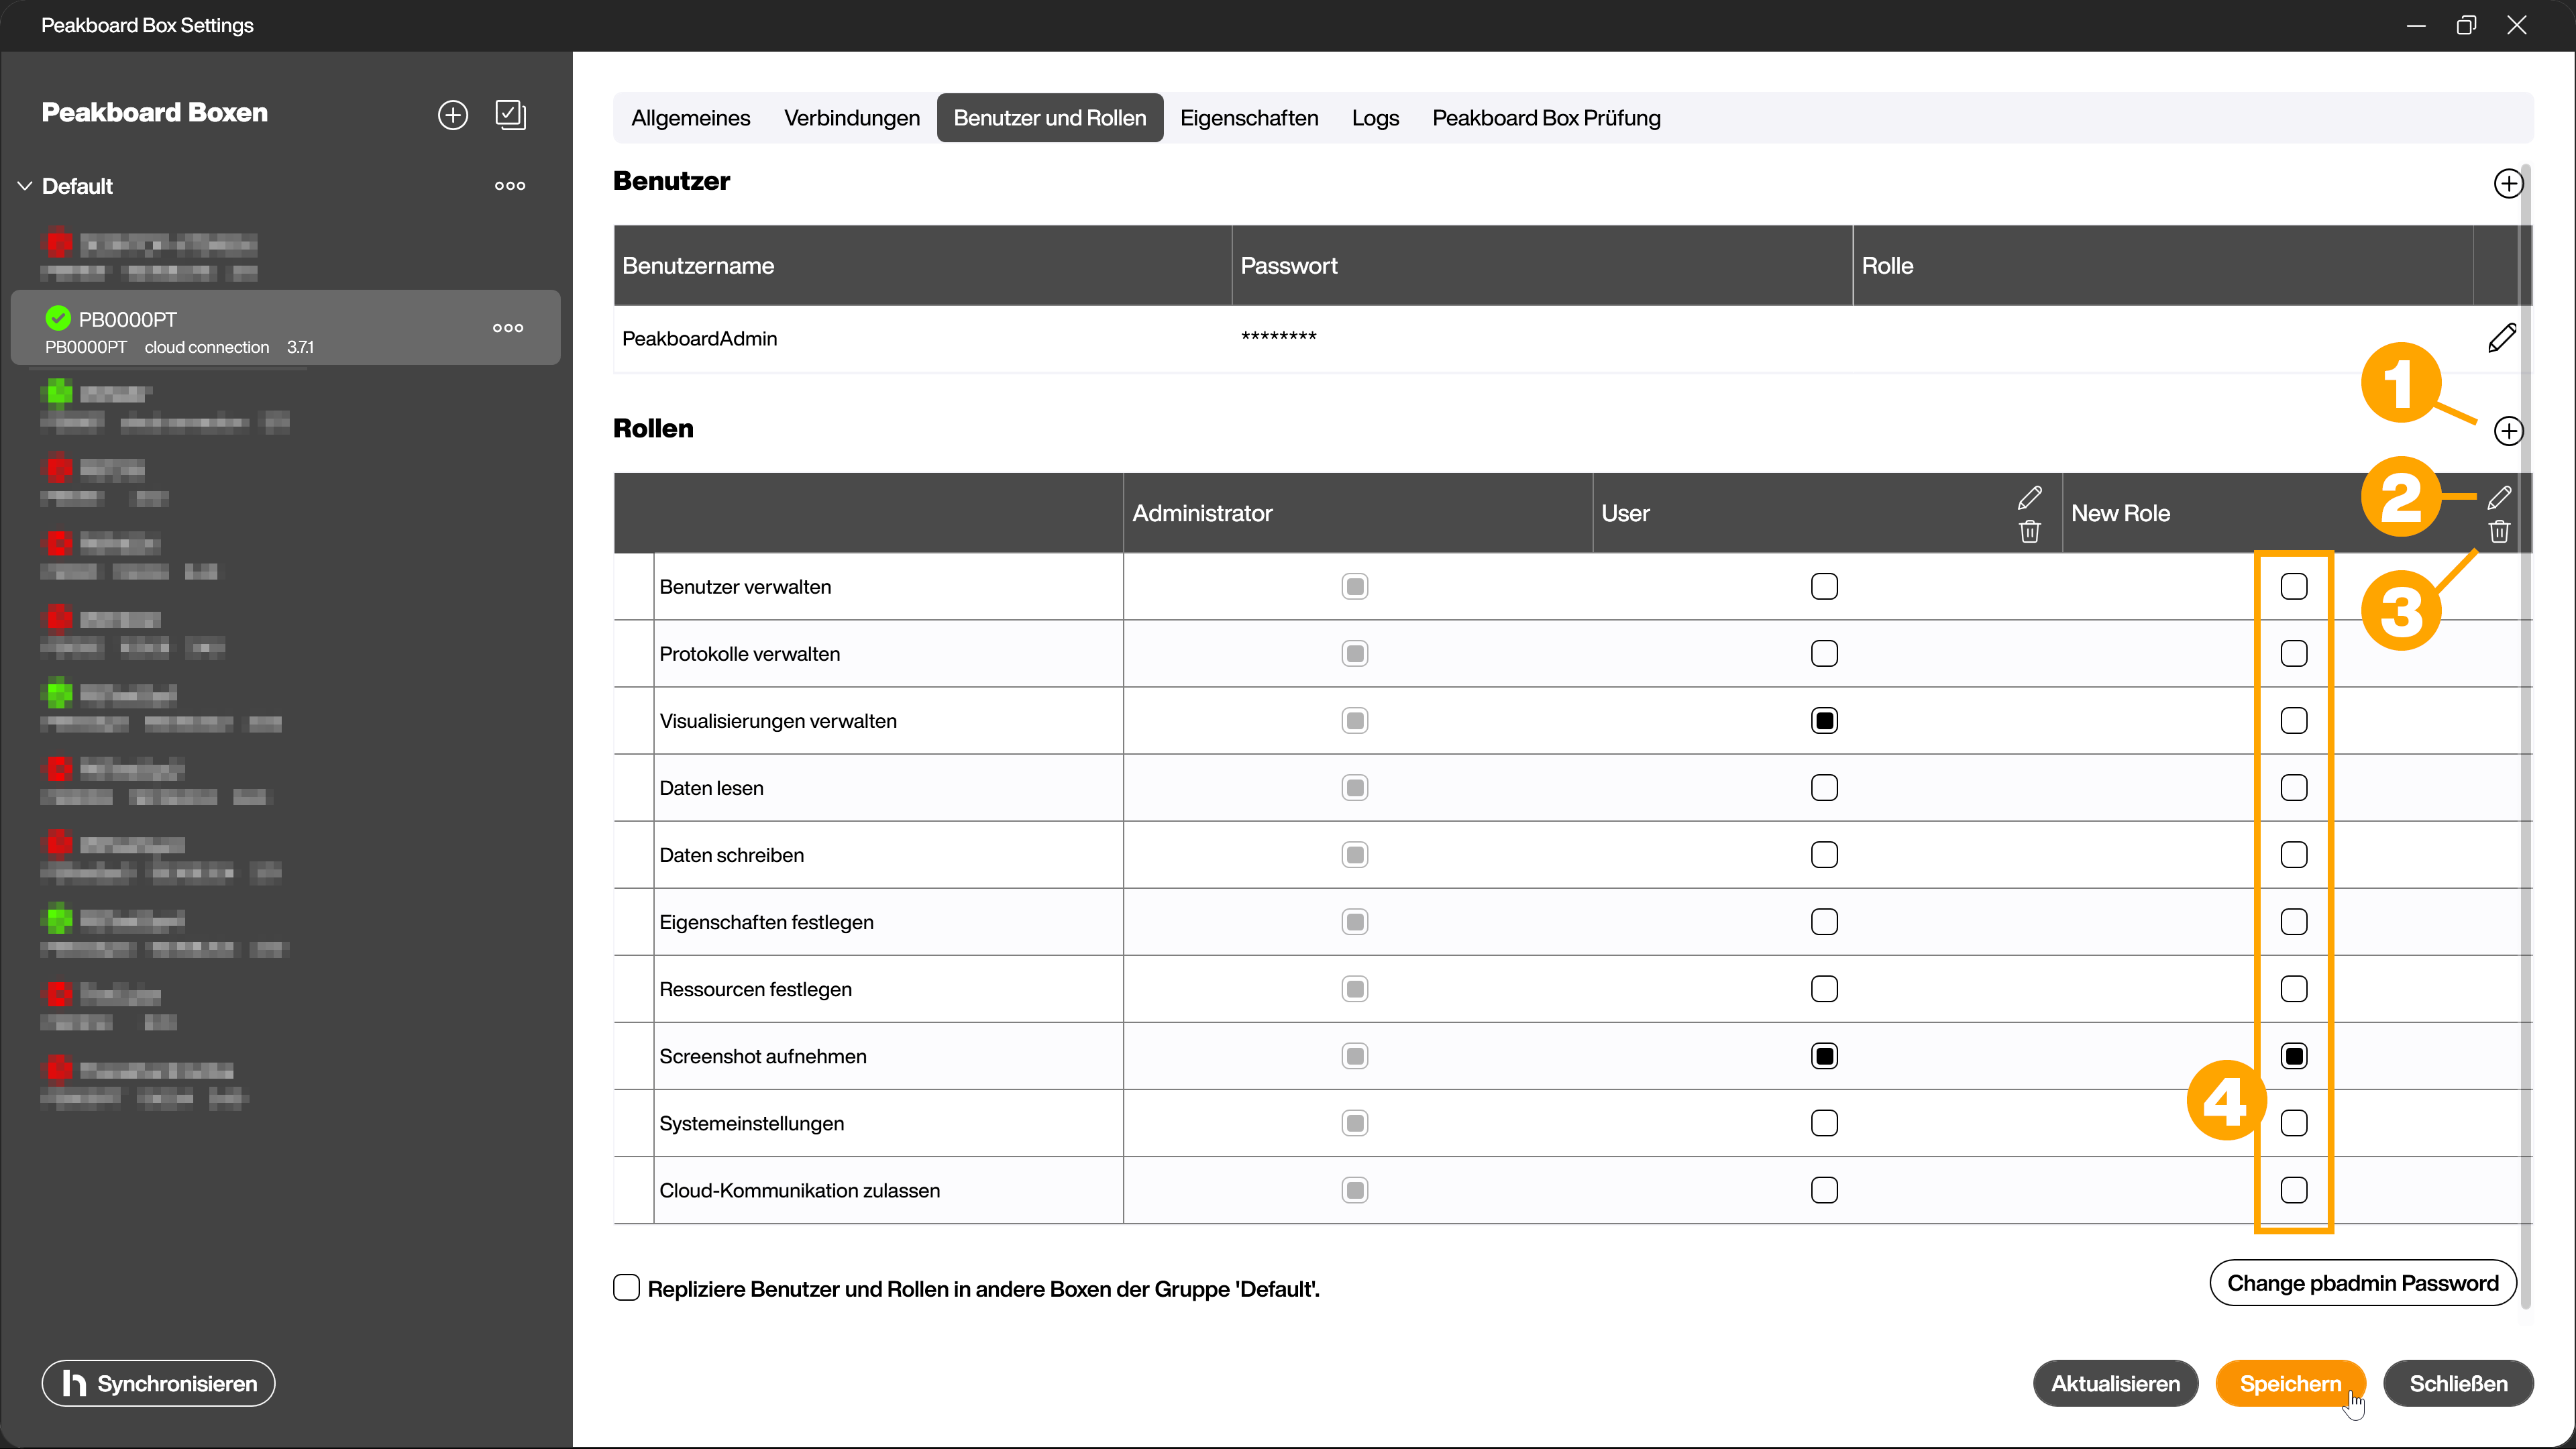 Peakboard Box Settings
Peakboard Boxen
Default
PB0000PT
PB0000PT cloud connection 3.7.1
Synchronisieren
Allgemeines Verbindungen Benutzer und Rollen Eigenschaften Logs Peakboard Box Prüfung
Benutzer
Benutzername Passwort Rolle
PeakboardAdmin ********
1
Rollen
Administrator User New Role
2
3
Benutzer verwalten
Protokolle verwalten
Visualisierungen verwalten
Daten lesen
Daten schreiben
Eigenschaften festlegen
Ressourcen festlegen
Screenshot aufnehmen
4
Systemeinstellungen
Cloud-Kommunikation zulassen
Repliziere Benutzer und Rollen in andere Boxen der Gruppe 'Default'.
Change pbadmin Password
Aktualisieren Speichern Schließen